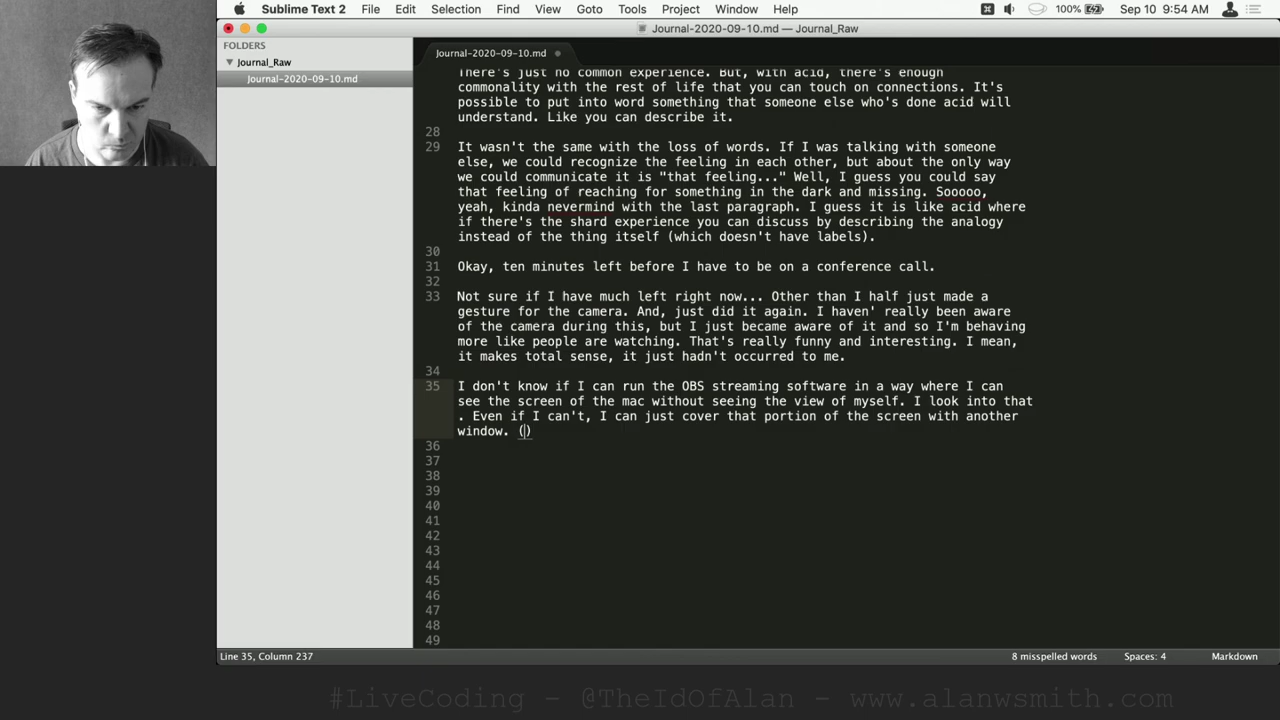 Sublime Text 2 File Edit Selection Find View Goto Tools Project Window Help 100% Sep 10 9:54 AM
Journal-2020-09-10.md — Journal_Raw
FOLDERS
Journal_Raw
Journal-2020-09-10.md
Journal-2020-09-10.md
There's just no common experience. But, with acid, there's enough
commonality with the rest of life that you can touch on connections. It's
possible to put into word something that someone else who's done acid will
understand. Like you can describe it.
28
29 It wasn't the same with the loss of words. If I was talking with someone
else, we could recognize the feeling in each other, but about the only way
we could communicate it is "that feeling..." Well, I guess you could say
that feeling of reaching for something in the dark and missing. Sooooo,
yeah, kinda nevermind with the last paragraph. I guess it is like acid where
if there's the shard experience you can discuss by describing the analogy
instead of the thing itself (which doesn't have labels).
30
31 Okay, ten minutes left before I have to be on a conference call.
32
33 Not sure if I have much left right now... Other than I half just made a
gesture for the camera. And, just did it again. I haven' really been aware
of the camera during this, but I just became aware of it and so I'm behaving
more like people are watching. That's really funny and interesting. I mean,
it makes total sense, it just hadn't occurred to me.
34
35 I don't know if I can run the OBS streaming software in a way where I can
see the screen of the mac without seeing the view of myself. I look into that
. Even if I can't, I can just cover that portion of the screen with another
window. ()
36
37
38
39
40
41
42
43
44
45
46
47
48
49
Line 35, Column 237 8 misspelled words Spaces: 4 Markdown
#LiveCoding - @TheIdOfAlan - www.alanwsmith.com